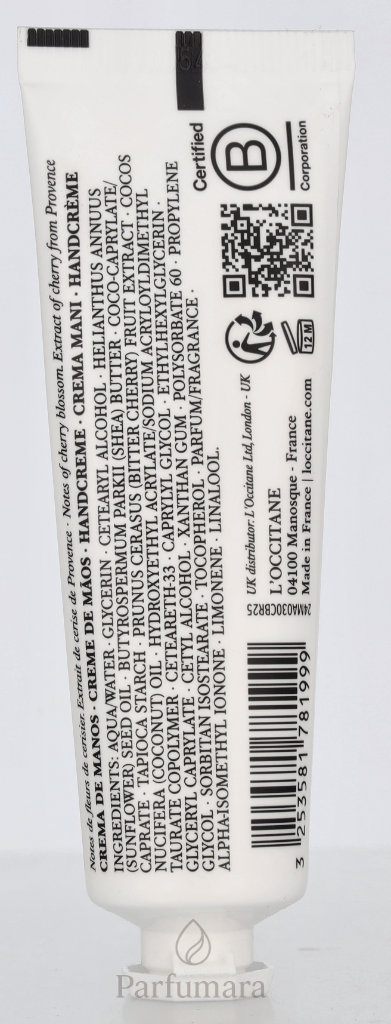 Notes de fleurs de cerisier. Extrait de cerise de Provence · Notes of cherry blossom. Extract of cherry from Provence
CREMA DE MANOS · CREME DE MÃOS · HANDCREME · CREMA MANI · HANDCRÈME
INGREDIENTS: AQUA/WATER · GLYCERIN · CETEARYL ALCOHOL · HELIANTHUS ANNUUS
(SUNFLOWER) SEED OIL · BUTYROSPERMUM PARKII (SHEA) BUTTER · COCO-CAPRYLATE/
CAPRATE · TAPIOCA STARCH · PRUNUS CERASUS (BITTER CHERRY) FRUIT EXTRACT · COCOS
NUCIFERA (COCONUT) OIL · HYDROXYETHYL ACRYLATE/SODIUM ACRYLOYLDIMETHYL
TAURATE COPOLYMER · CETEARETH-33 · CAPRYLYL GLYCOL · ETHYLHEXYLGLYCERIN ·
GLYCERYL CAPRYLATE · CETYL ALCOHOL · XANTHAN GUM · POLYSORBATE 60 · PROPYLENE
GLYCOL · SORBITAN ISOSTEARATE · TOCOPHEROL · PARFUM/FRAGRANCE ·
ALPHA-ISOMETHYL IONONE · LIMONENE · LINALOOL.
Certified
B
Corporation
12 M
UK distributor: L'Occitane Ltd, London - UK
L'OCCITANE
04100 Manosque - France
Made in France | loccitane.com
24MA030CBR25
3 253581 781999
Parfumara